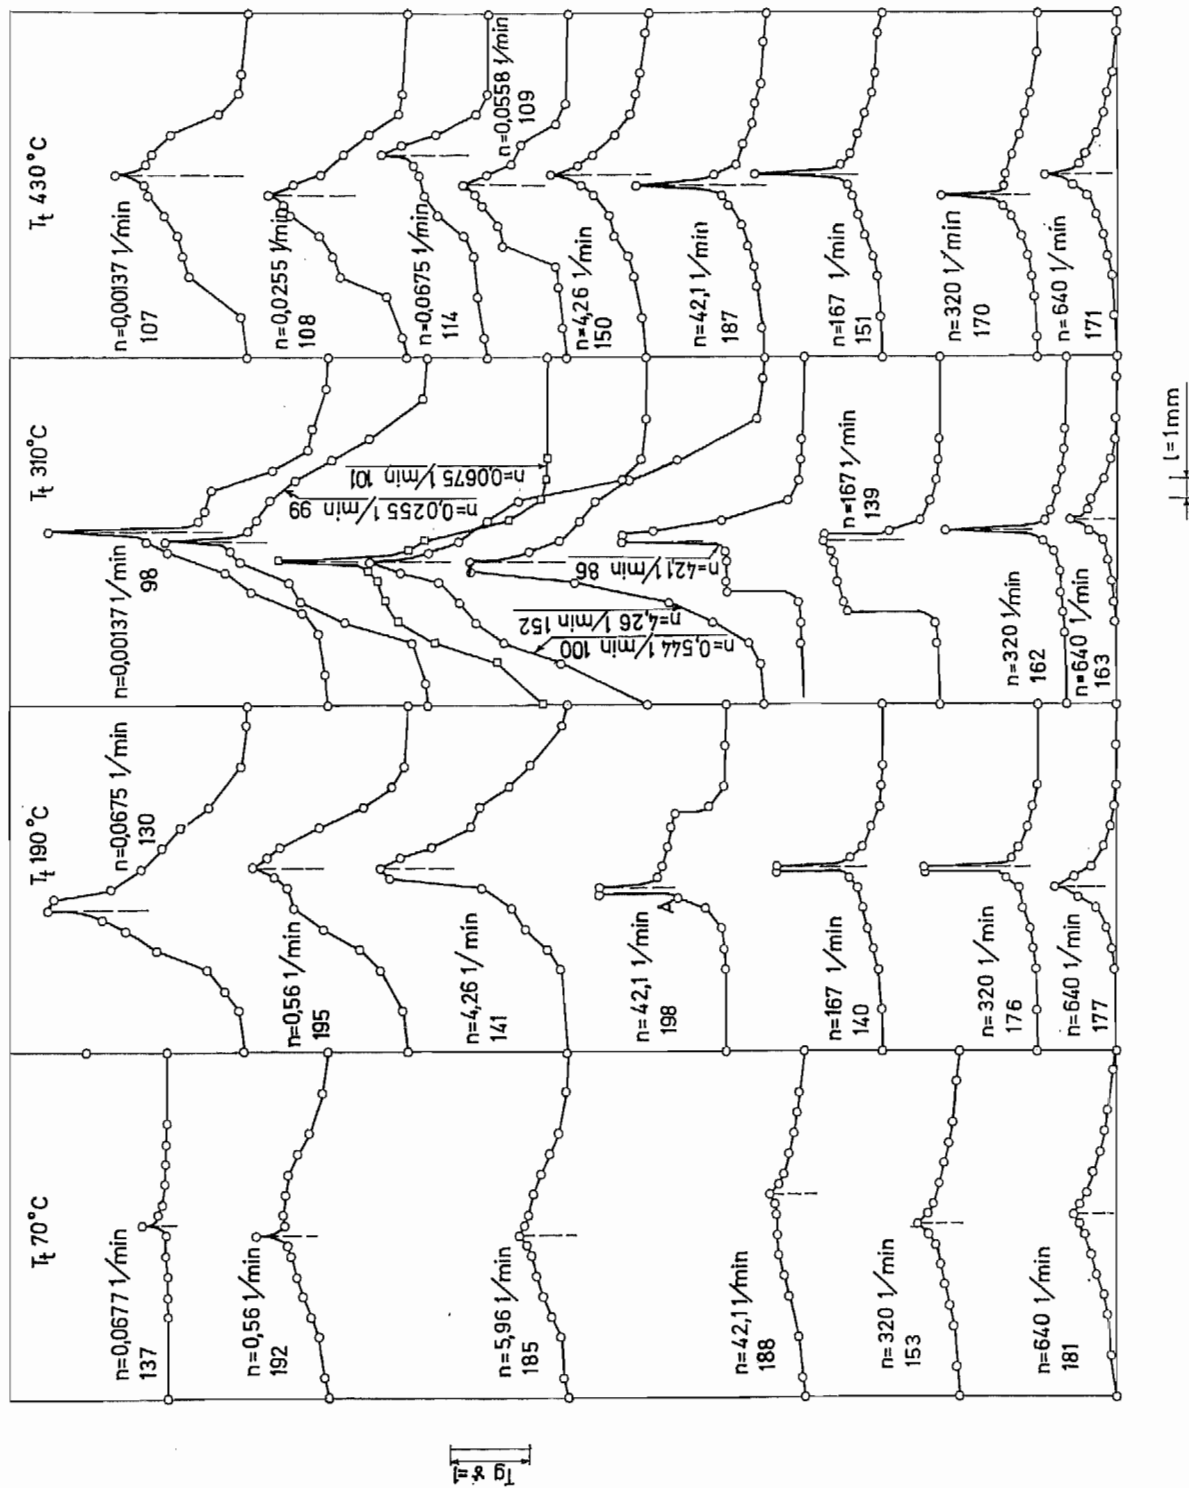 T_t 70°C
n=0,0677 1/min
137
n=0,56 1/min
192
n=5,96 1/min
185
n=42,1 1/min
188
n=320 1/min
153
n=640 1/min
181
T_t 190°C
n=0,0675 1/min
130
n=0,56 1/min
195
n=4,26 1/min
141
n=42,1 1/min
198
A
n=167 1/min
140
n=320 1/min
176
n=640 1/min
177
T_t 310°C
n=0,00137 1/min
98
n=0,0255 1/min 99
n=0,0675 1/min 101
n=0,544 1/min 100
n=4,26 1/min 152
n=42,1 1/min 86
n=167 1/min
139
n=320 1/min
162
n=640 1/min
163
T_t 430°C
n=0,00137 1/min
107
n=0,0255 1/min
108
n=0,0675 1/min
114
n=0,0558 1/min
109
n=4,26 1/min
150
n=42,1 1/min
187
n=167 1/min
151
n=320 1/min
170
n=640 1/min
171
Tg
l=1mm